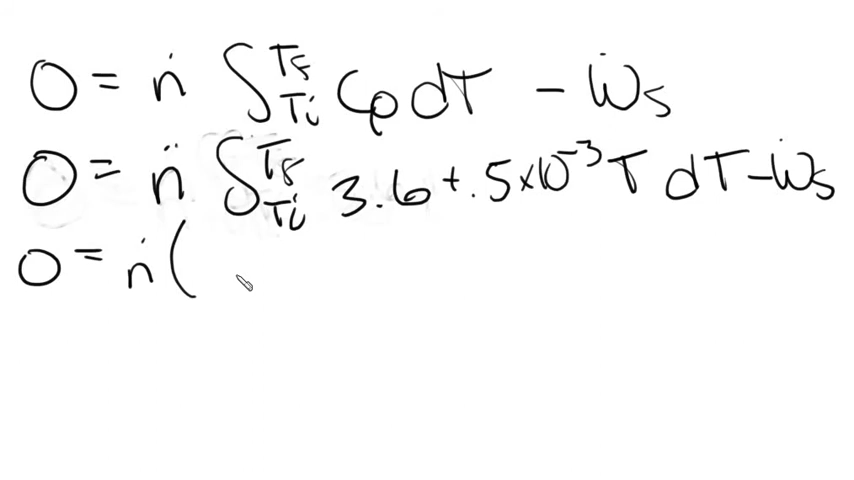 0 = ṅ ∫_{Ti}^{Tf} Cp dT - Ẇs
0 = ṅ ∫_{Ti}^{Tf} 3.6 + .5×10^{-3} T dT - Ẇs
0 = ṅ (